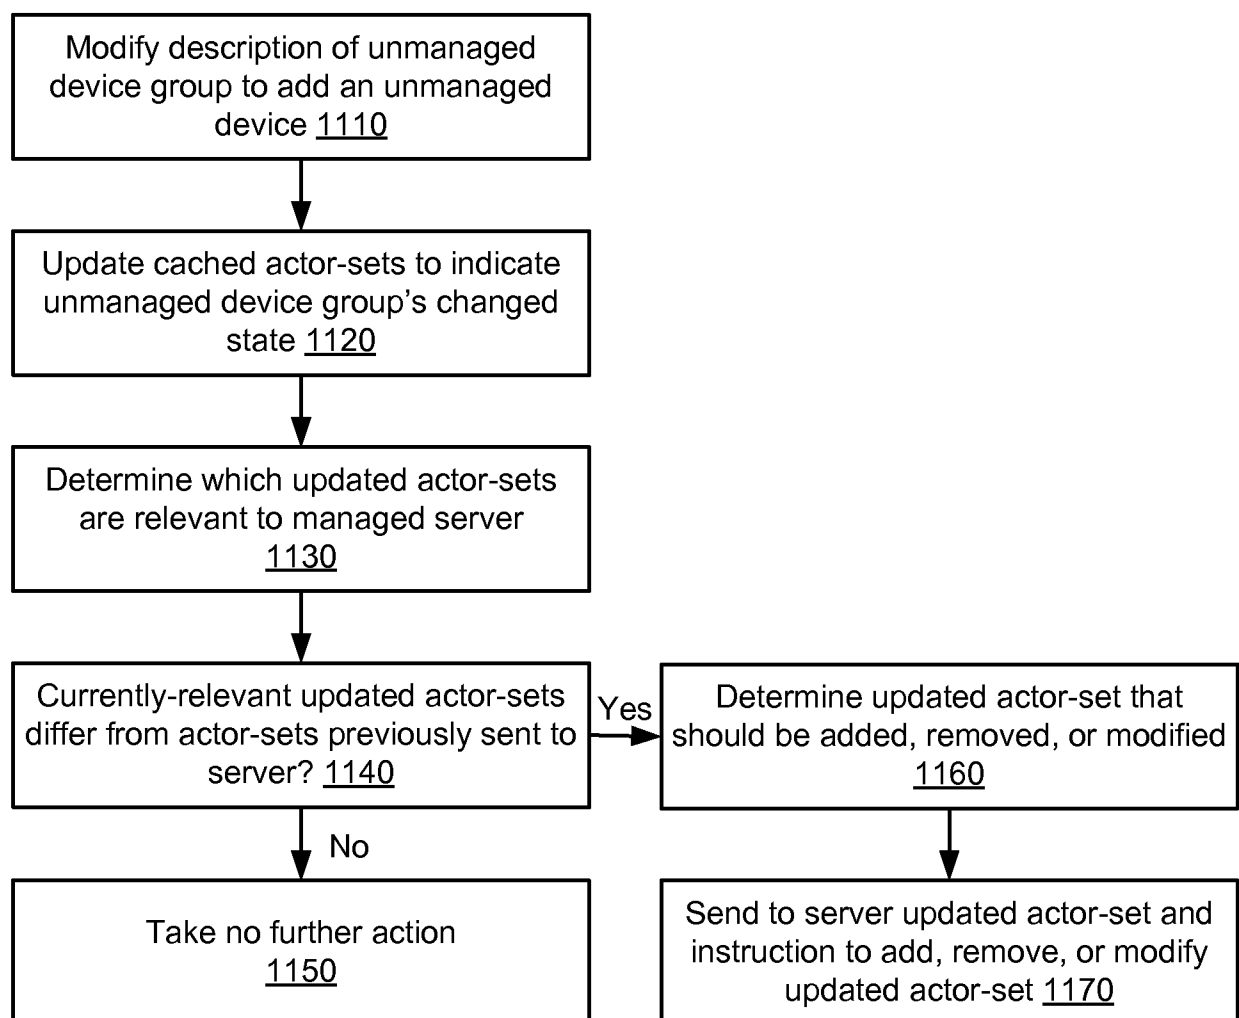 Modify description of unmanaged
device group to add an unmanaged
device 1110
Update cached actor-sets to indicate
unmanaged device group’s changed
state 1120
Determine which updated actor-sets
are relevant to managed server
1130
Currently-relevant updated actor-sets
differ from actor-sets previously sent to
server? 1140
Yes
Determine updated actor-set that
should be added, removed, or modified
1160
No
Take no further action
1150
Send to server updated actor-set and
instruction to add, remove, or modify
updated actor-set 1170